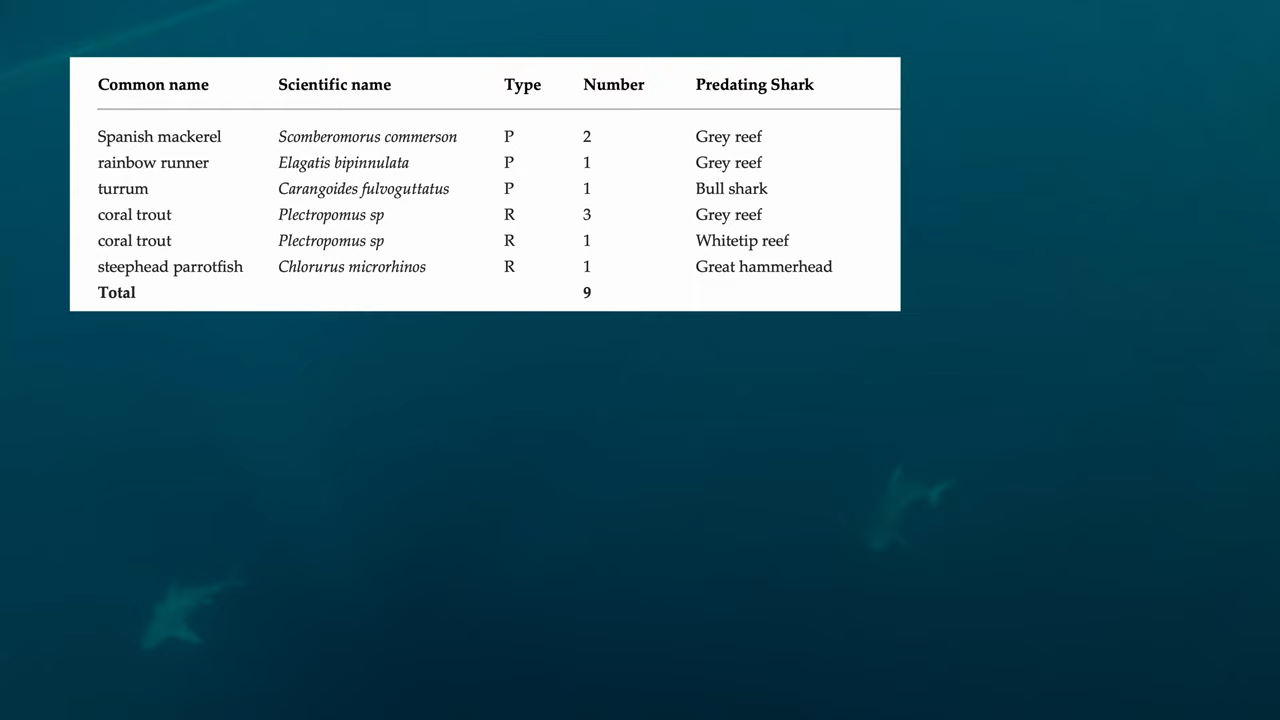 Common name Scientific name Type Number Predating Shark
Spanish mackerel Scomberomorus commerson P 2 Grey reef
rainbow runner Elagatis bipinnulata P 1 Grey reef
turrum Carangoides fulvoguttatus P 1 Bull shark
coral trout Plectropomus sp R 3 Grey reef
coral trout Plectropomus sp R 1 Whitetip reef
steephead parrotfish Chlorurus microrhinos R 1 Great hammerhead
Total 9